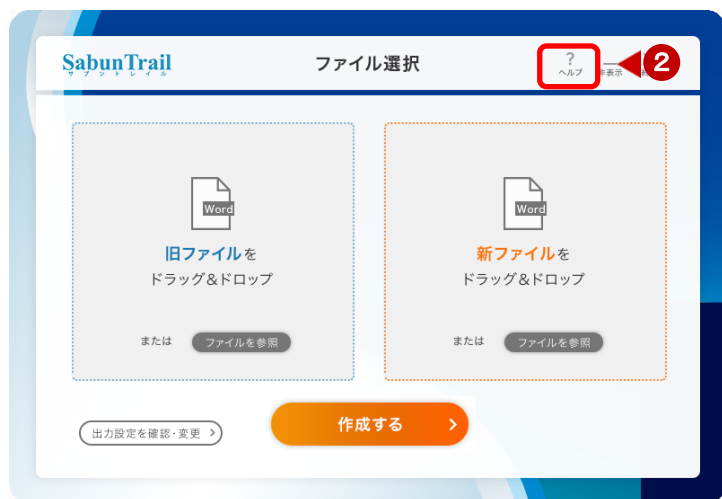 SabunTrail
サブントレイル
ファイル選択
?
ヘルプ
2
Word
旧ファイルを
ドラッグ&ドロップ
または
ファイルを参照
Word
新ファイルを
ドラッグ&ドロップ
または
ファイルを参照
出力設定を確認・変更
作成する